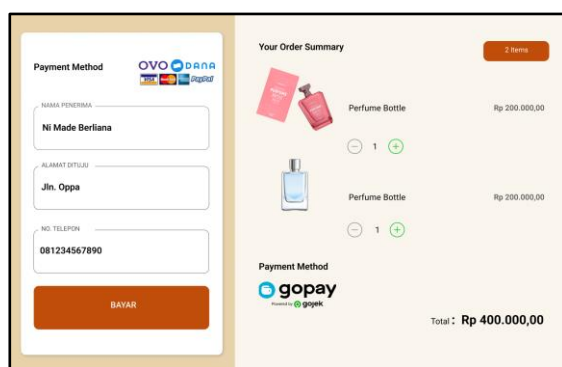 Payment Method
OVO DANA
VISA PayPal
NAMA PENERIMA
Ni Made Berliana
ALAMAT DITUJU
Jln. Oppa
NO. TELEPON
081234567890
BAYAR
Your Order Summary
2 Items
Perfume Bottle
Rp 200.000,00
1
Perfume Bottle
Rp 200.000,00
1
Payment Method
gopay
gojek
Total : Rp 400.000,00